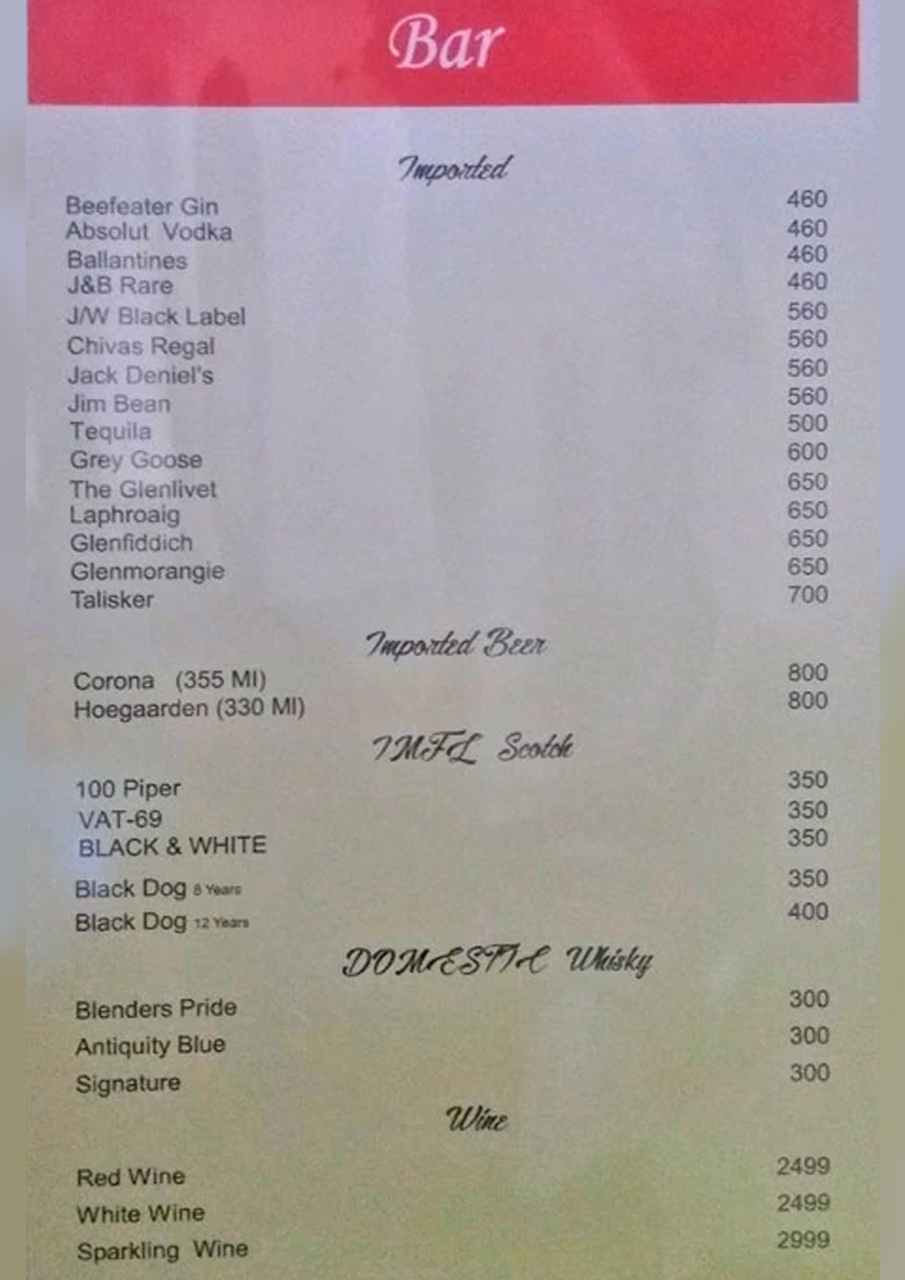 Bar
Imported
Beefeater Gin 460
Absolut Vodka 460
Ballantines 460
J&B Rare 460
J/W Black Label 560
Chivas Regal 560
Jack Deniel's 560
Jim Bean 560
Tequila 500
Grey Goose 600
The Glenlivet 650
Laphroaig 650
Glenfiddich 650
Glenmorangie 650
Talisker 700
Imported Beer
Corona (355 Ml) 800
Hoegaarden (330 Ml) 800
IMFL Scotch
100 Piper 350
VAT-69 350
BLACK & WHITE 350
Black Dog 8 Years 350
Black Dog 12 Years 400
DOMESTIC Whisky
Blenders Pride 300
Antiquity Blue 300
Signature 300
Wine
Red Wine 2499
White Wine 2499
Sparkling Wine 2999